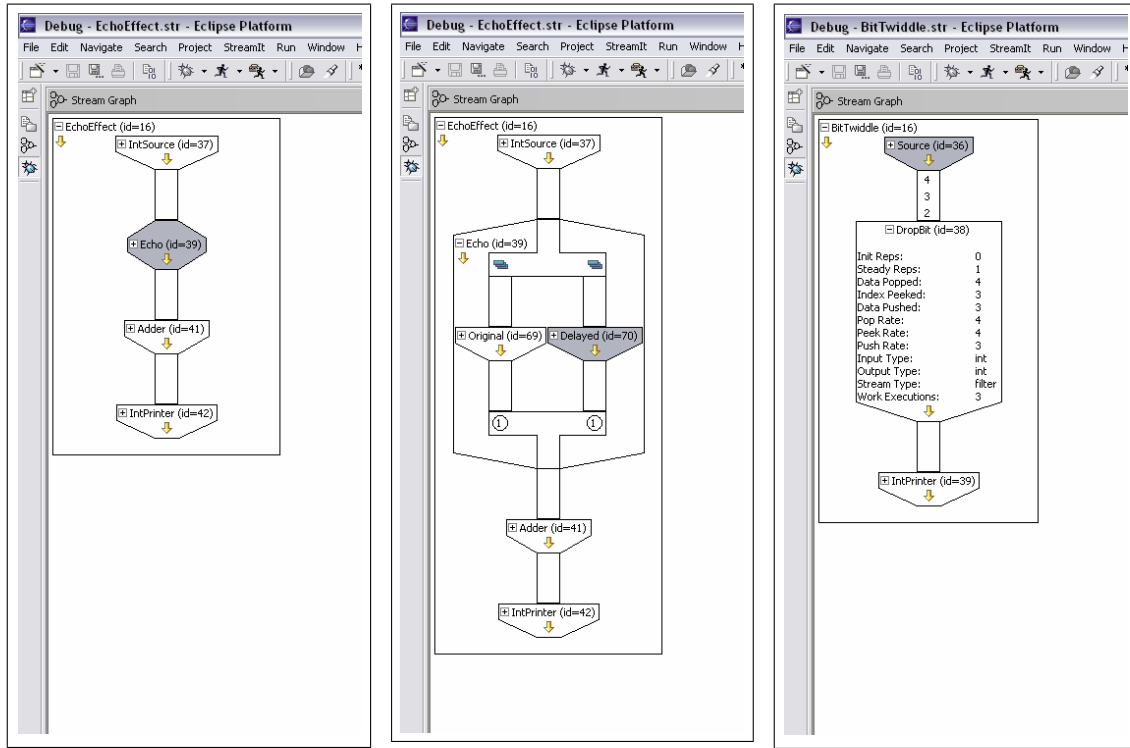 Debug - EchoEffect.str - Eclipse Platform
File Edit Navigate Search Project StreamIt Run Window H
Stream Graph
EchoEffect (id=16)
IntSource (id=37)
Echo (id=39)
Adder (id=41)
IntPrinter (id=42)
Debug - EchoEffect.str - Eclipse Platform
File Edit Navigate Search Project StreamIt Run Window H
Stream Graph
EchoEffect (id=16)
IntSource (id=37)
Echo (id=39)
Original (id=69) Delayed (id=70)
1 1
Adder (id=41)
IntPrinter (id=42)
Debug - BitTwiddle.str - Eclipse Platform
File Edit Navigate Search Project StreamIt Run Window H
Stream Graph
BitTwiddle (id=16)
Source (id=36)
4
3
2
DropBit (id=38)
Init Reps: 0
Steady Reps: 1
Data Popped: 4
Index Peeked: 3
Data Pushed: 3
Pop Rate: 4
Peek Rate: 4
Push Rate: 3
Input Type: int
Output Type: int
Stream Type: filter
Work Executions: 3
IntPrinter (id=39)